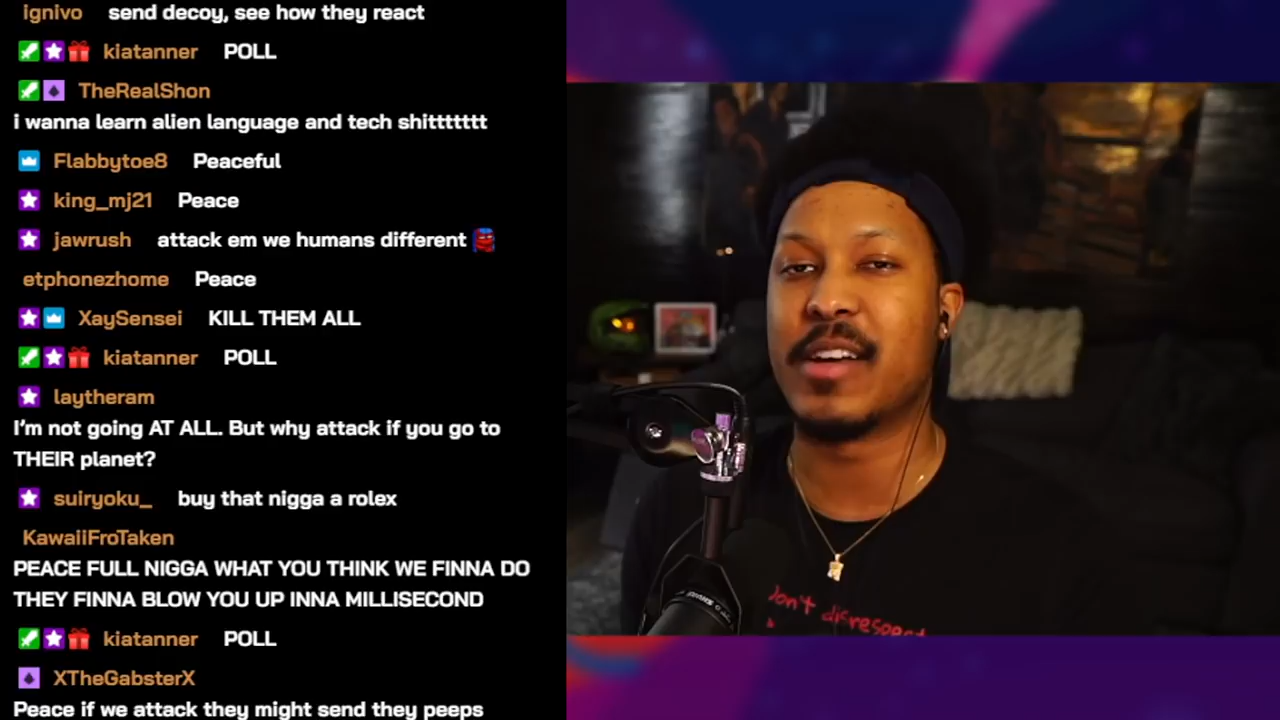 ignivo send decoy, see how they react
kiatanner POLL
TheRealShon
i wanna learn alien language and tech shittttttt
Flabbytoe8 Peaceful
king_mj21 Peace
jawrush attack em we humans different
etphonezhome Peace
XaySensei KILL THEM ALL
kiatanner POLL
laytheram
I'm not going AT ALL. But why attack if you go to
THEIR planet?
suiryoku_ buy that nigga a rolex
KawaiiFroTaken
PEACE FULL NIGGA WHAT YOU THINK WE FINNA DO
THEY FINNA BLOW YOU UP INNA MILLISECOND
kiatanner POLL
XTheGabsterX
Peace if we attack they might send they peeps
don't disrespect